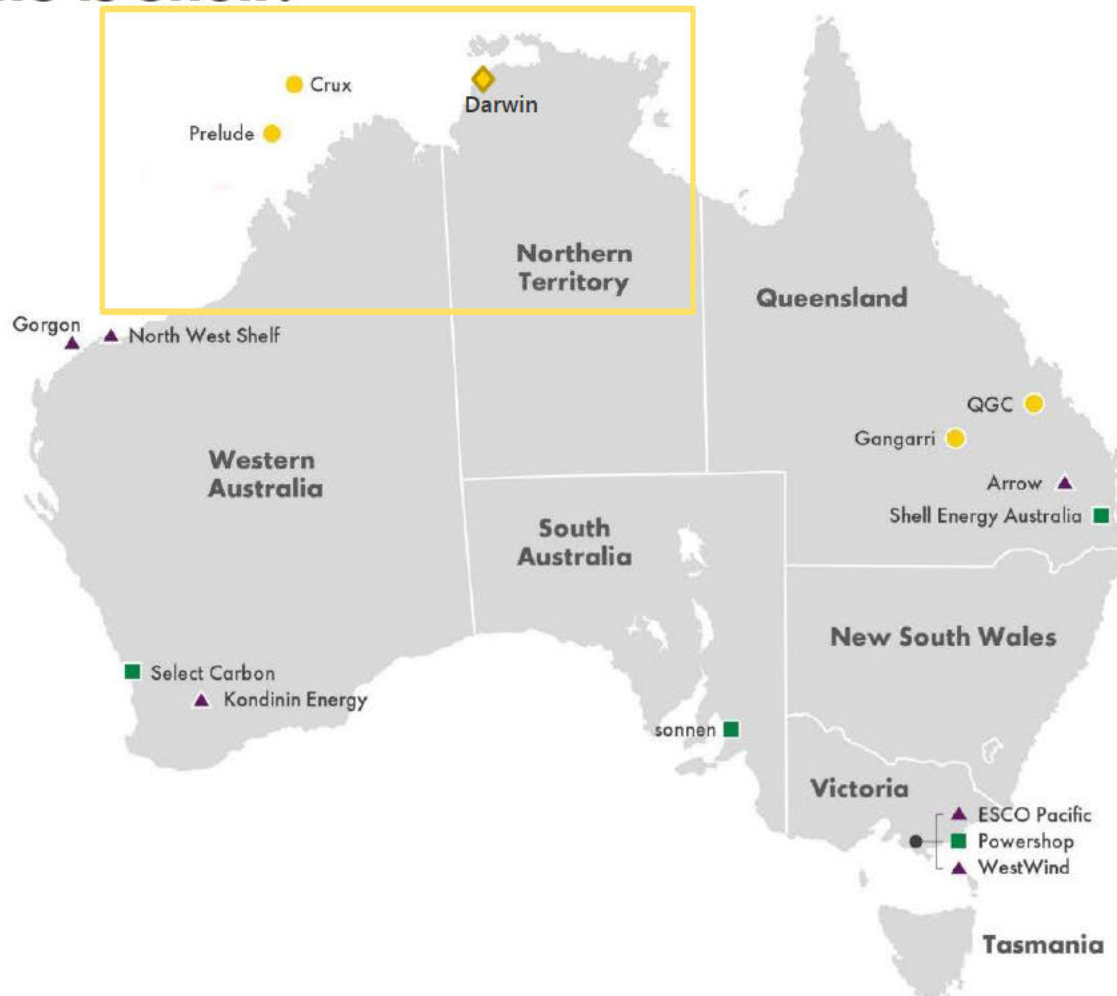 Crux
Darwin
Prelude
Northern
Territory
Queensland
Gorgon
North West Shelf
QGC
Gangarri
Western
Australia
Arrow
Shell Energy Australia
South
Australia
New South Wales
Select Carbon
Kondinin Energy
sonnen
Victoria
ESCO Pacific
Powershop
WestWind
Tasmania